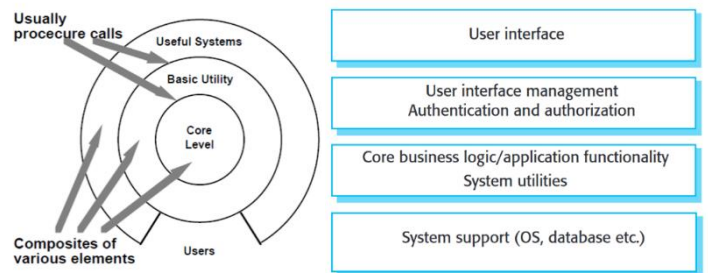 Usually
procecure calls
Useful Systems
Basic Utility
Core
Level
Composites of
various elements
Users
User interface
User interface management
Authentication and authorization
Core business logic/application functionality
System utilities
System support (OS, database etc.)